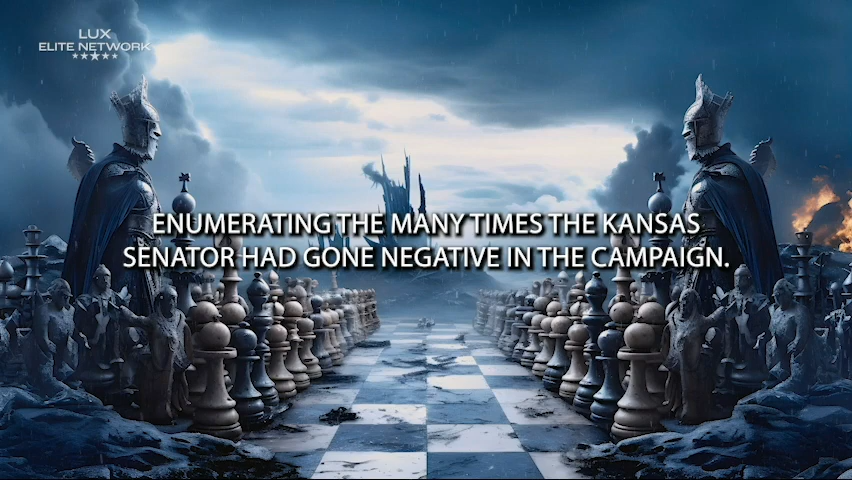 LUX
ELITE NETWORK
ENUMERATING THE MANY TIMES THE KANSAS
SENATOR HAD GONE NEGATIVE IN THE CAMPAIGN.